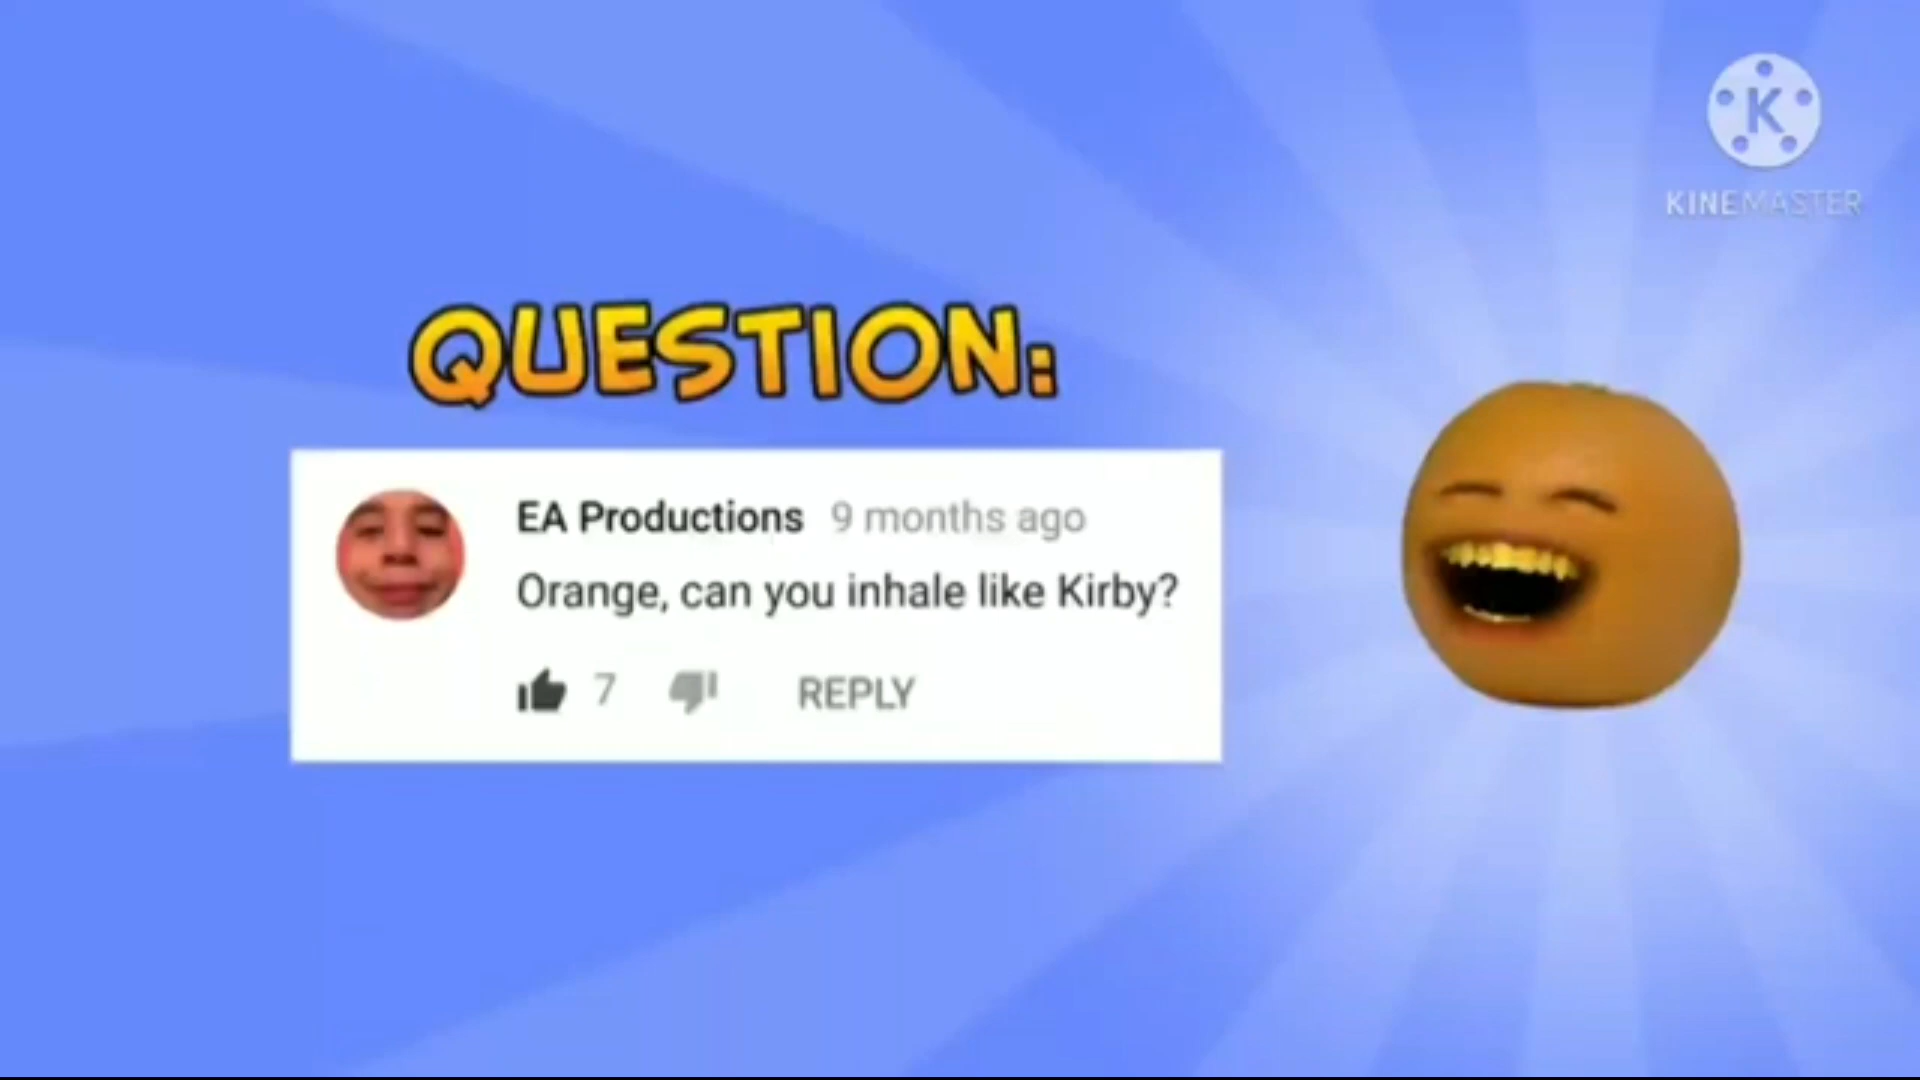 K
KINEMASTER
QUESTION:
EA Productions 9 months ago
Orange, can you inhale like Kirby?
7 REPLY